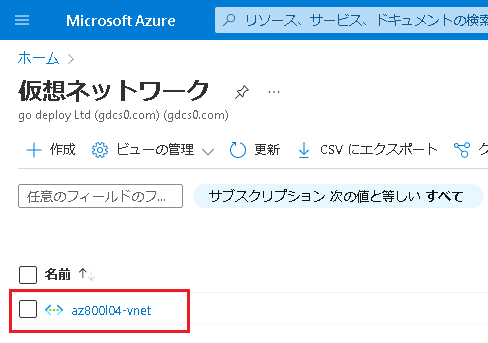 Microsoft Azure
リソース、サービス、ドキュメントの検索
ホーム >
仮想ネットワーク
go deploy Ltd (gdcs0.com) (gdcs0.com)
作成 ビューの管理 更新 CSV にエクスポート ク
任意のフィールドのフ... サブスクリプション 次の値と等しい すべて
名前 ↑↓
az800l04-vnet